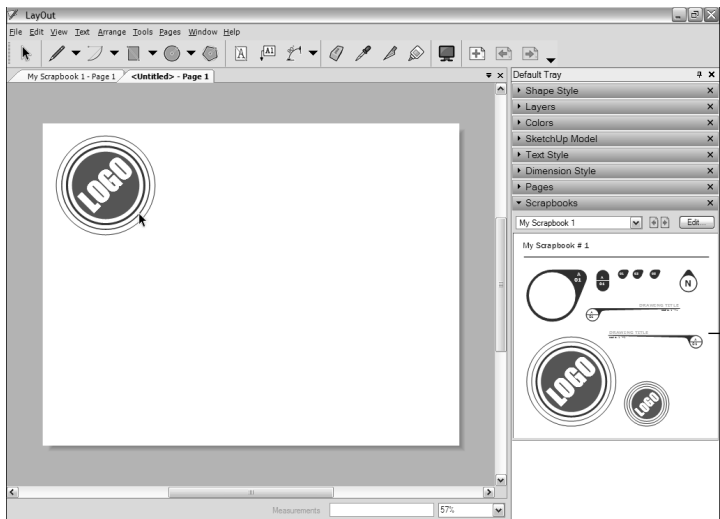 LayOut
File Edit View Text Arrange Tools Pages Window Help
A A1
My Scrapbook 1 - Page 1 <Untitled> - Page 1
Default Tray
Shape Style
Layers
Colors
SketchUp Model
Text Style
Dimension Style
Pages
Scrapbooks
My Scrapbook 1 Edit...
My Scrapbook # 1
A
01
N
DRAWING TITLE
DRAWING TITLE
LOGO
LOGO
LOGO
Measurements 57%